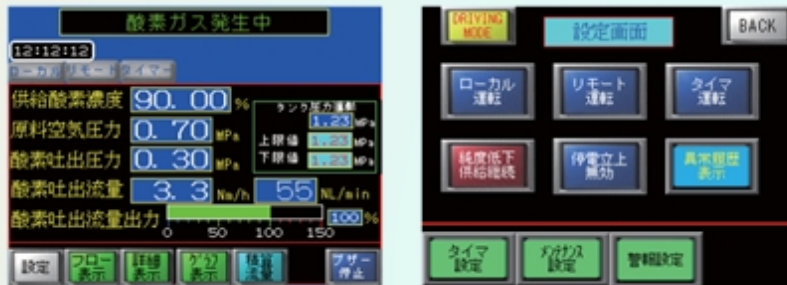 酸素ガス発生中
12:12:12
ローカル リモート タイマー
供給酸素濃度 90.00 %
原料空気圧力 0.70 MPa
酸素吐出圧力 0.30 MPa
タンク圧力運転
1.23 MPa
上限値 1.23 MPa
下限値 1.23 MPa
酸素吐出流量 3.3 Nm/h 55 NL/min
酸素吐出流量出力 100 %
0 50 100 150
設定
フロー表示
詳細表示
グラフ表示
積算流量
ブザー停止
DRIVING MODE
設定画面
BACK
ローカル運転
リモート運転
タイマ運転
純度低下供給継続
停電立上無効
異常履歴表示
タイマ設定
メンテナンス設定
警報設定